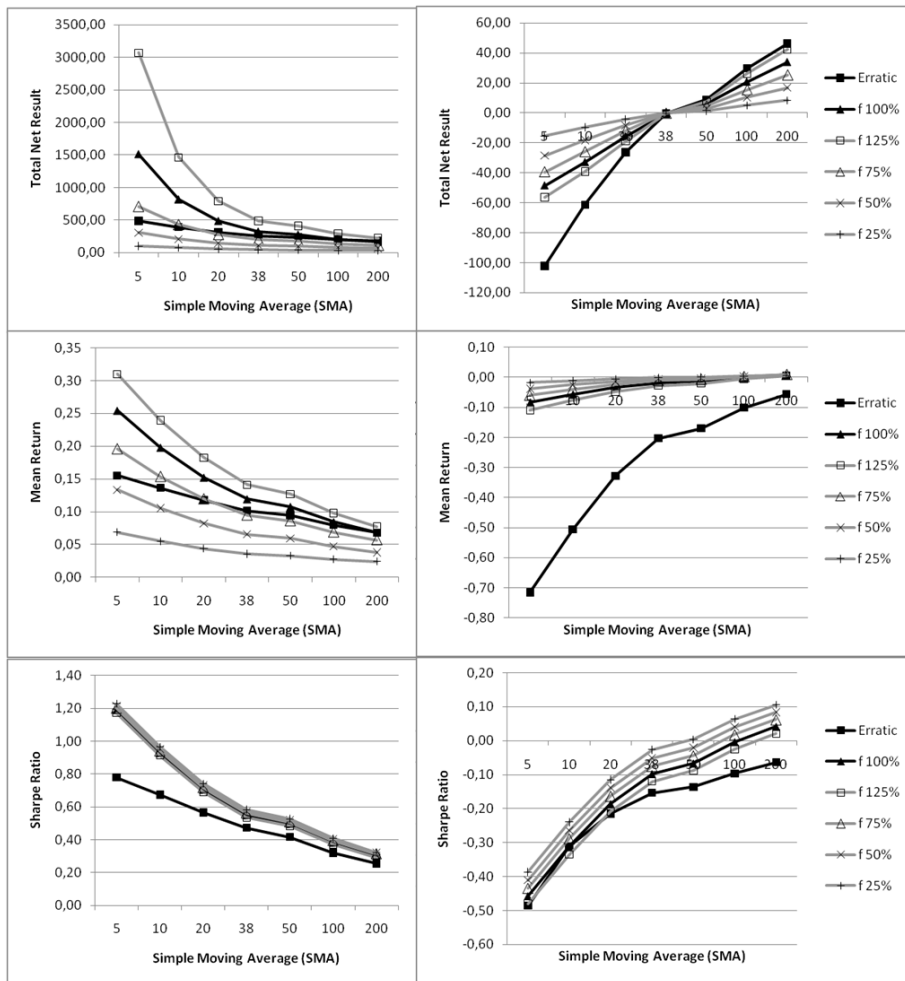 3500,00
3000,00
2500,00
2000,00
1500,00
1000,00
500,00
0,00
Total Net Result
5 10 20 38 50 100 200
Simple Moving Average (SMA)
60,00
40,00
20,00
0,00
-20,00
-40,00
-60,00
-80,00
-100,00
-120,00
Total Net Result
5 10 20 38 50 100 200
Simple Moving Average (SMA)
Erratic
f 100%
f 125%
f 75%
f 50%
f 25%
0,35
0,30
0,25
0,20
0,15
0,10
0,05
0,00
Mean Return
5 10 20 38 50 100 200
Simple Moving Average (SMA)
0,10
0,00
-0,10
-0,20
-0,30
-0,40
-0,50
-0,60
-0,70
-0,80
Mean Return
10 20 38 50 100 200
Simple Moving Average (SMA)
Erratic
f 100%
f 125%
f 75%
f 50%
f 25%
1,40
1,20
1,00
0,80
0,60
0,40
0,20
0,00
Sharpe Ratio
5 10 20 38 50 100 200
Simple Moving Average (SMA)
0,20
0,10
0,00
-0,10
-0,20
-0,30
-0,40
-0,50
-0,60
Sharpe Ratio
5 10 20 38 50 100 200
Simple Moving Average (SMA)
Erratic
f 100%
f 125%
f 75%
f 50%
f 25%